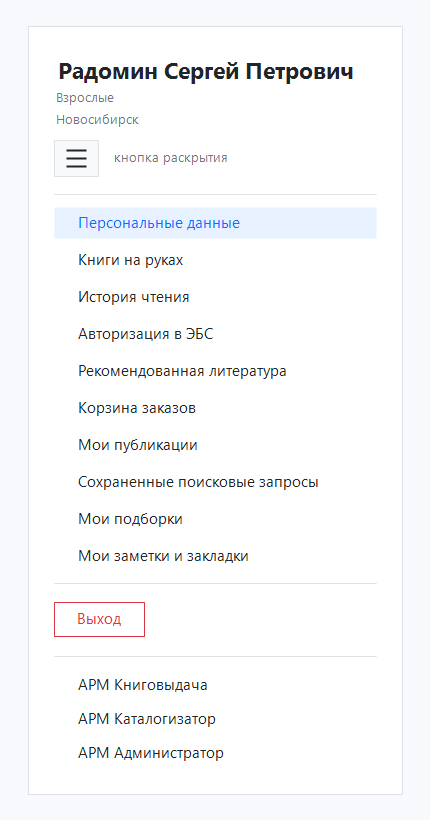 Радомин Сергей Петрович
Взрослые
Новосибирск
кнопка раскрытия
Персональные данные
Книги на руках
История чтения
Авторизация в ЭБС
Рекомендованная литература
Корзина заказов
Мои публикации
Сохраненные поисковые запросы
Мои подборки
Мои заметки и закладки
Выход
АРМ Книговыдача
АРМ Каталогизатор
АРМ Администратор